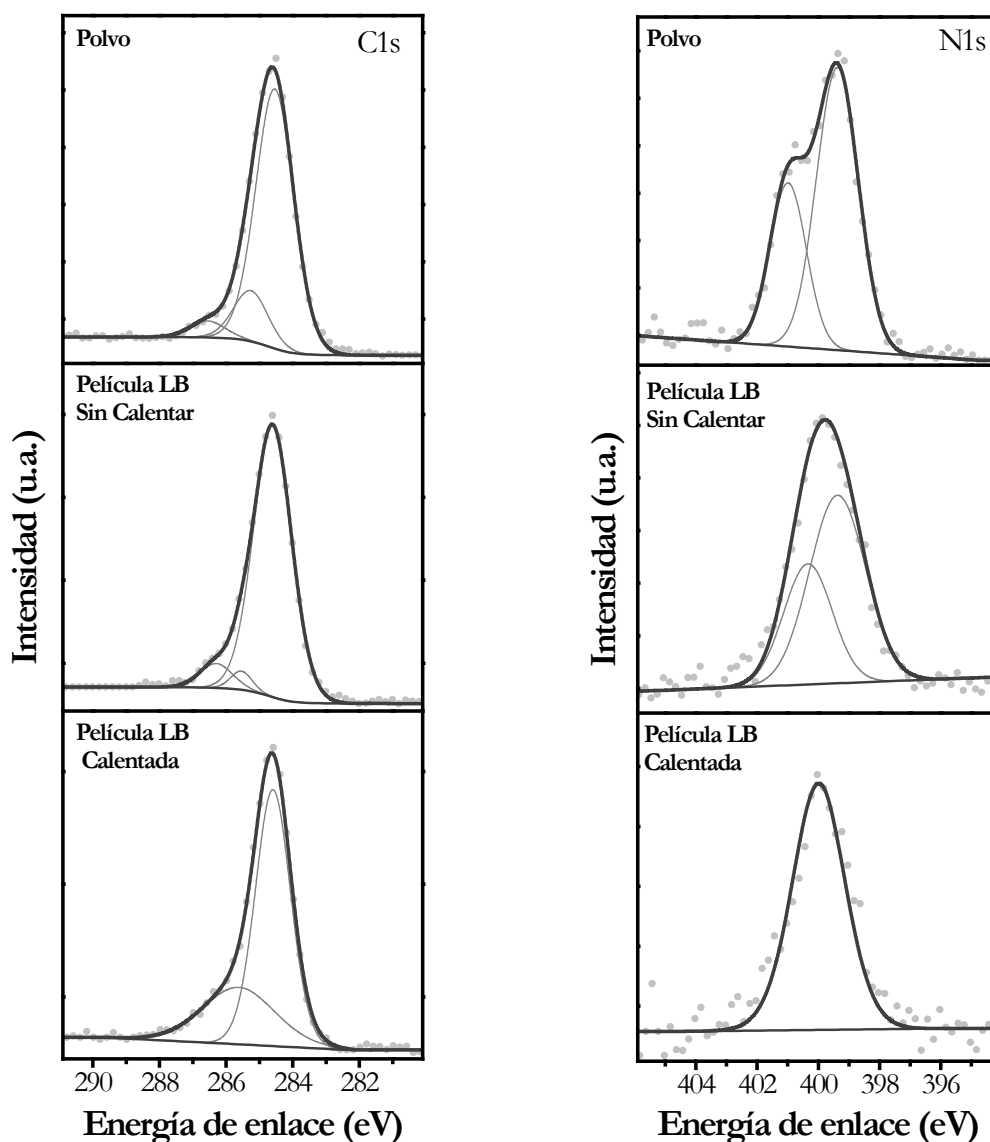 Polvo
C1s
Película LB
Sin Calentar
Película LB
Calentada
Intensidad (u.a.)
290 288 286 284 282
Energía de enlace (eV)
Polvo
N1s
Película LB
Sin Calentar
Película LB
Calentada
Intensidad (u.a.)
404 402 400 398 396
Energía de enlace (eV)